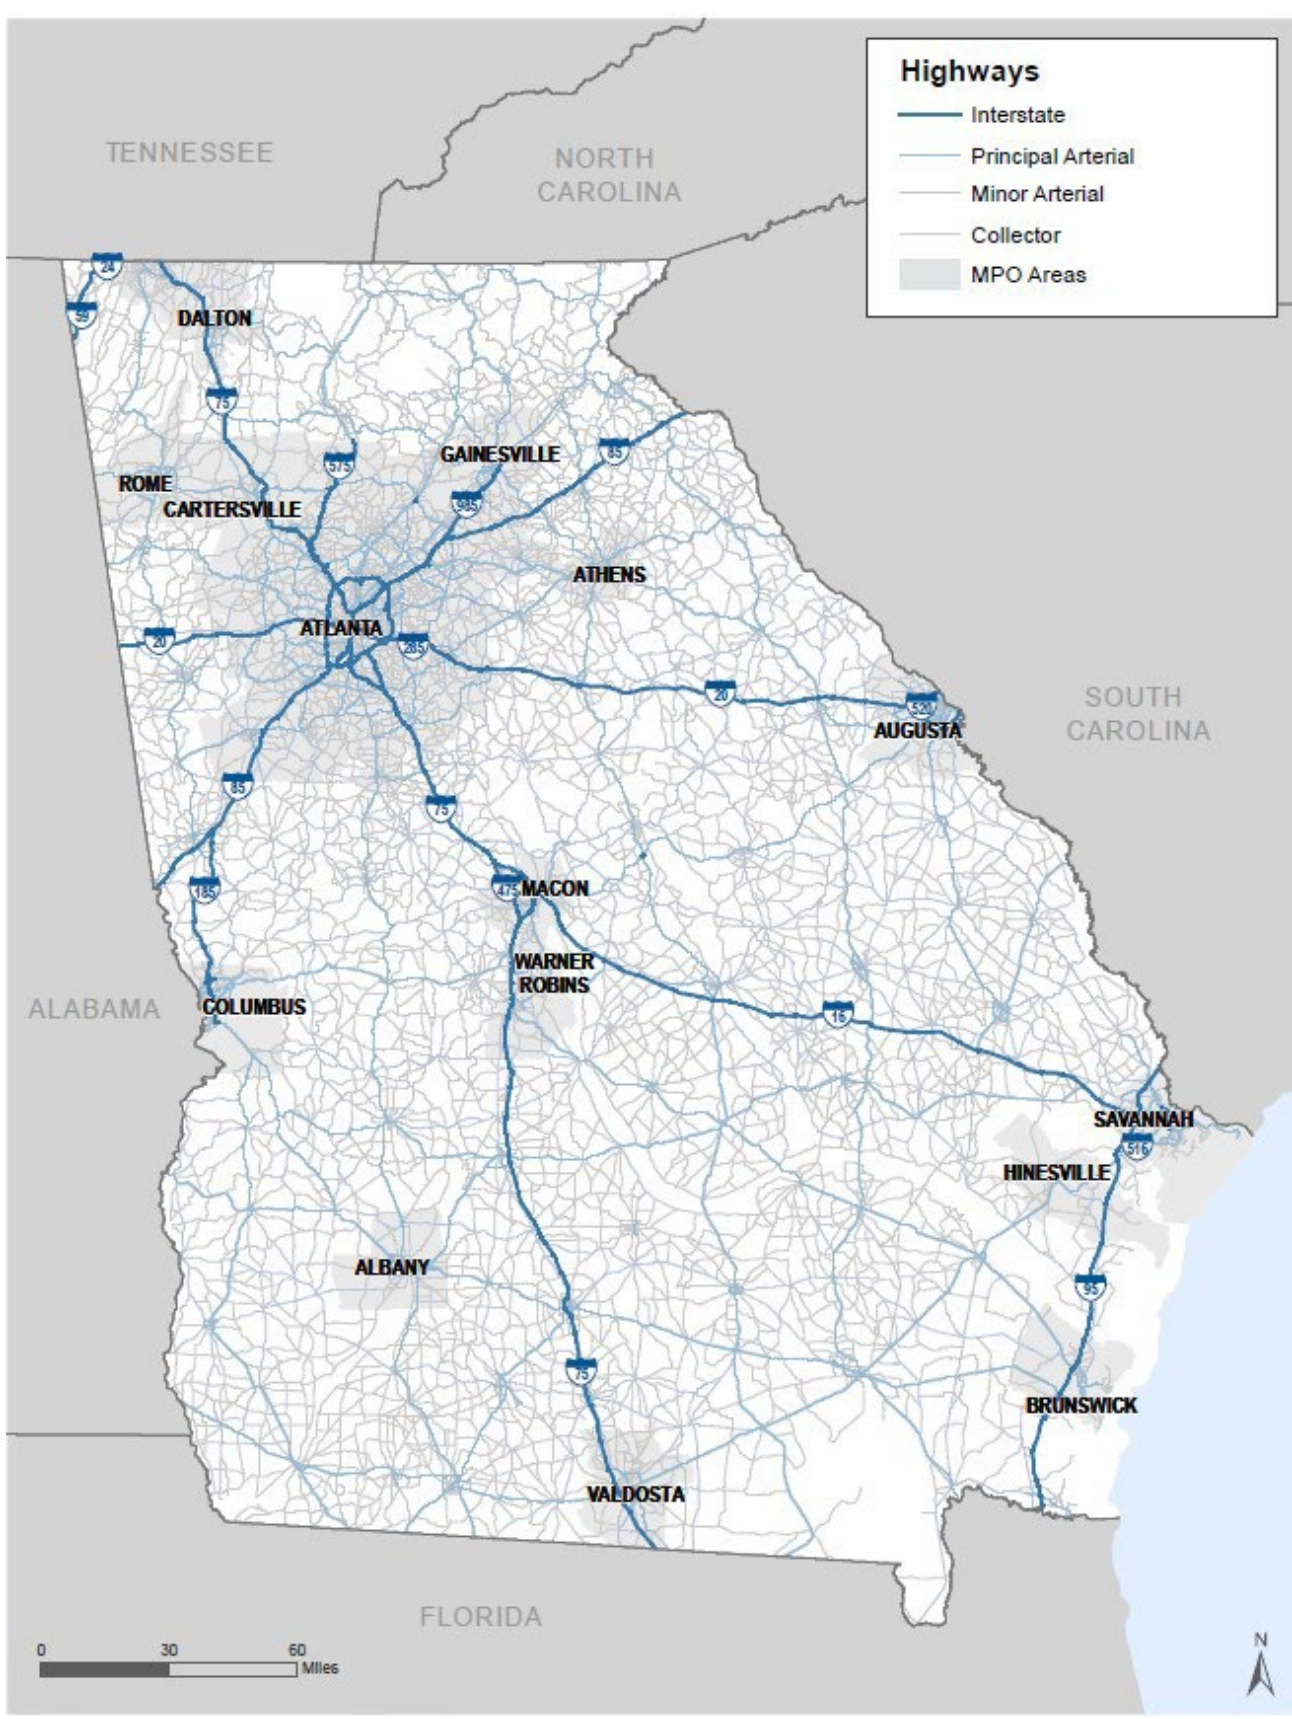 Highways
Interstate
Principal Arterial
Minor Arterial
Collector
MPO Areas
TENNESSEE
NORTH
CAROLINA
24
59
DALTON
75
GAINESVILLE
85
575
ROME
985
CARTERSVILLE
ATHENS
ATLANTA
20
285
20
SOUTH
CAROLINA
520
AUGUSTA
85
75
185
475
MACON
WARNER
ROBINS
ALABAMA
COLUMBUS
16
SAVANNAH
516
HINESVILLE
ALBANY
95
75
BRUNSWICK
VALDOSTA
FLORIDA
0 30 60
Miles
N